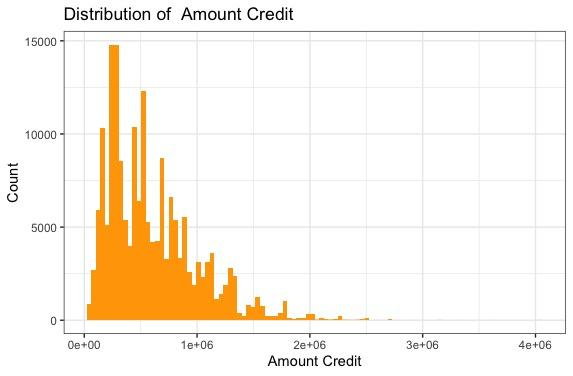 Distribution of  Amount Credit
15000
10000
5000
0
Count
0e+00 1e+06 2e+06 3e+06 4e+06
Amount Credit